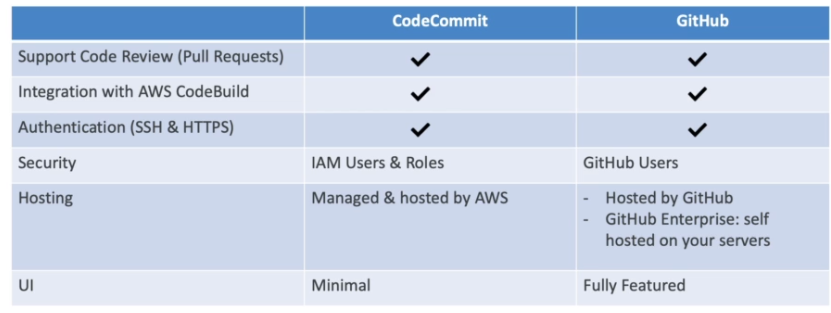 CodeCommit GitHub
Support Code Review (Pull Requests) ✔ ✔
Integration with AWS CodeBuild ✔ ✔
Authentication (SSH & HTTPS) ✔ ✔
Security IAM Users & Roles GitHub Users
Hosting Managed & hosted by AWS - Hosted by GitHub
- GitHub Enterprise: self
hosted on your servers
UI Minimal Fully Featured